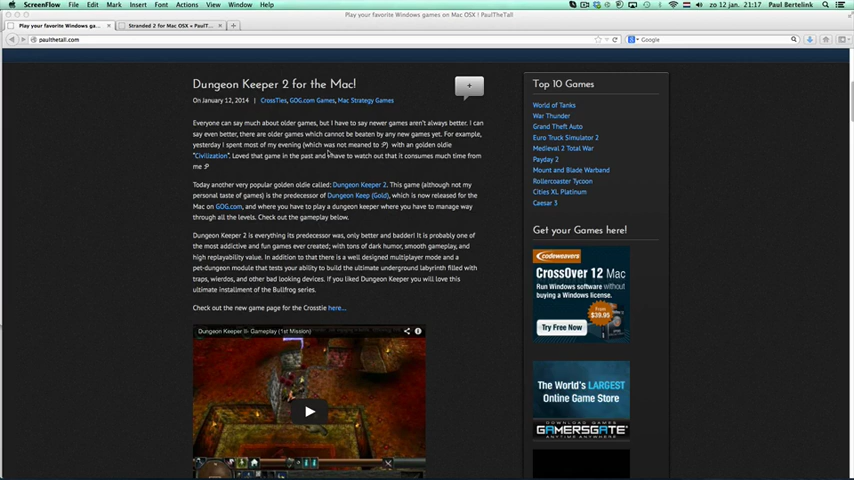 ScreenFlow File Edit Mark Insert Font Actions View Window Help zo 12 jan. 21:17 Paul Bertelink
Play your favorite Windows games on Mac OSX | PaulTheTall
Play your favorite Windows ga... Stranded 2 for Mac OSX • PaulTT...
paulthetall.com
Google
Dungeon Keeper 2 for the Mac!
+
On January 12, 2014 | CrossTies, GOG.com Games, Mac Strategy Games
Everyone can say much about older games, but I have to say newer games aren't always better. I can
say even better, there are older games which cannot be beaten by any new games yet. For example,
yesterday I spent most of my evening (which was not meaned to :P) with an golden oldie
"Civilization". Loved that game in the past and I have to watch out that it consumes much time from
me :P
Today another very popular golden oldie called: Dungeon Keeper 2. This game (although not my
personal taste of games) is the predecessor of Dungeon Keep (Gold), which is now released for the
Mac on GOG.com, and where you have to play a dungeon keeper where you have to manage way
through all the levels. Check out the gameplay below.
Dungeon Keeper 2 is everything its predecessor was, only better and badder! It is probably one of
the most addictive and fun games ever created; with tons of dark humor, smooth gameplay, and
high replayability value. In addition to that there is a well designed multiplayer mode and a
pet-dungeon module that tests your ability to build the ultimate underground labyrinth filled with
traps, wierdos, and other bad looking devices. If you liked Dungeon Keeper you will love this
ultimate installment of the Bullfrog series.
Check out the new game page for the Crosstie here...
Dungeon Keeper II- Gameplay (1st Mission)
Top 10 Games
World of Tanks
War Thunder
Grand Theft Auto
Euro Truck Simulator 2
Medieval 2 Total War
Payday 2
Mount and Blade Warband
Rollercoaster Tycoon
Cities XL Platinum
Caesar 3
Get your Games here!
codeweavers
CrossOver 12 Mac
Run Windows software without
buying a Windows license.
From
$39.95
Try Free Now
The World's LARGEST
Online Game Store
DOWNLOAD GAMES
GAMERSGATE
ANYTIME ANYWHERE